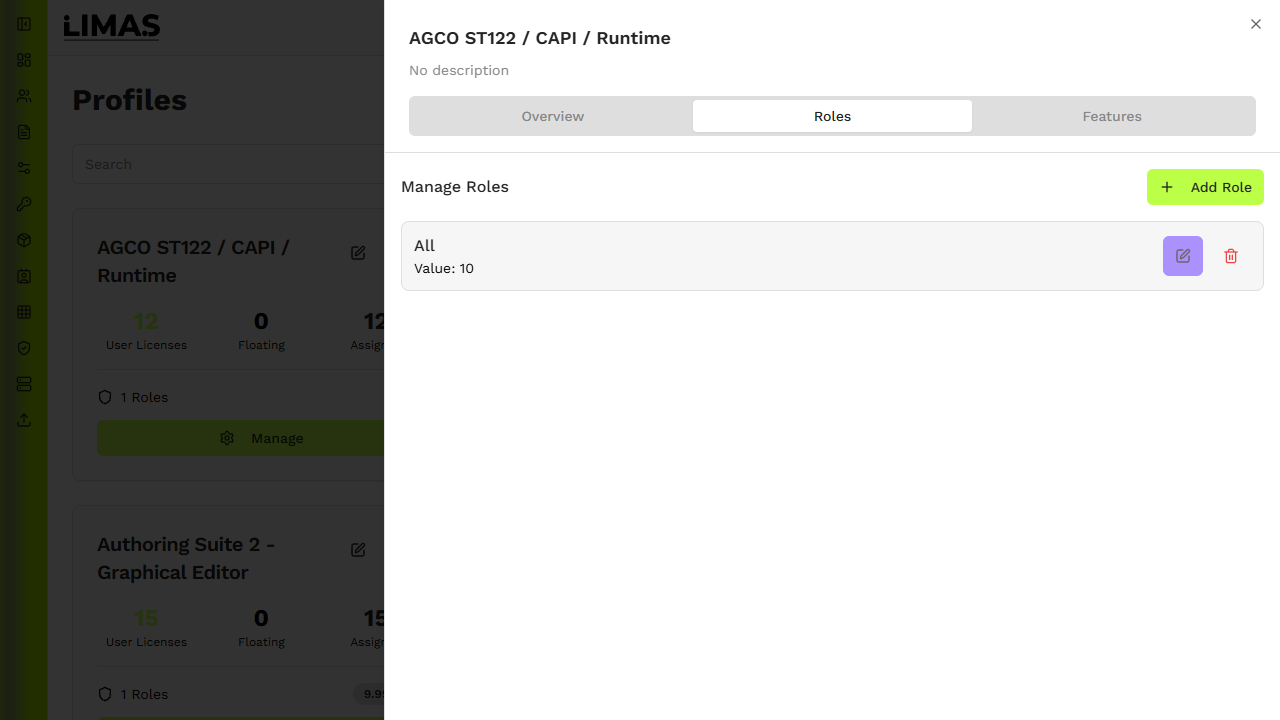 LIMAS
Profiles
Search
AGCO ST122 / CAPI /
Runtime
12
User Licenses
0
Floating
1 Roles
Manage
Authoring Suite 2 -
Graphical Editor
15
User Licenses
0
Floating
1 Roles
AGCO ST122 / CAPI / Runtime
No description
Overview
Roles
Features
Manage Roles
Add Role
All
Value: 10